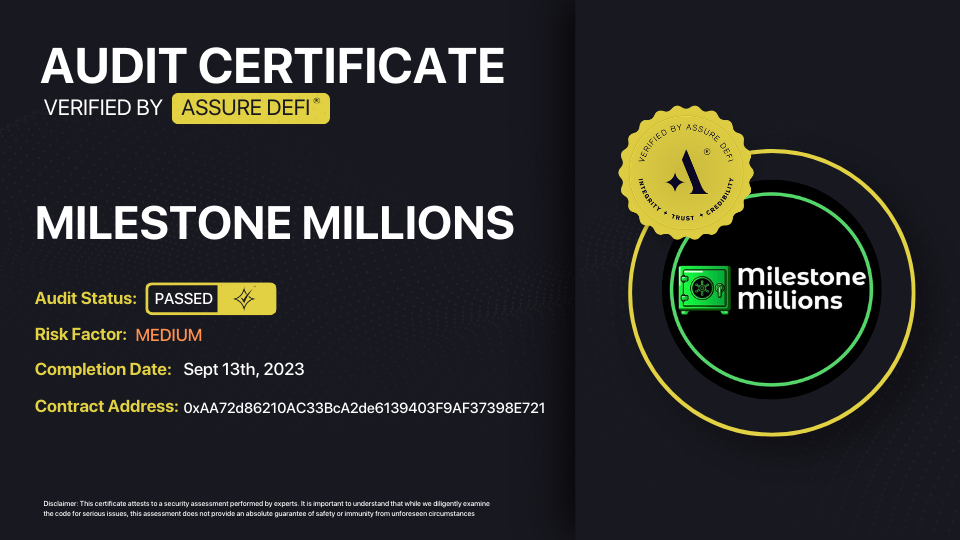 AUDIT CERTIFICATE
VERIFIED BY ASSURE DEFI ®
MILESTONE MILLIONS
Audit Status: PASSED
Risk Factor: MEDIUM
Completion Date: Sept 13th, 2023
Contract Address: 0xAA72d86210AC33BcA2de6139403F9AF37398E721
Disclaimer: This certificate attests to a security assessment performed by experts. It is important to understand that while we diligently examine
the code for serious issues, this assessment does not provide an absolute guarantee of safety or immunity from unforeseen circumstances
VERIFIED BY ASSURE DEFI
®
INTEGRITY ✦ TRUST ✦ CREDIBILITY
Milestone
Millions